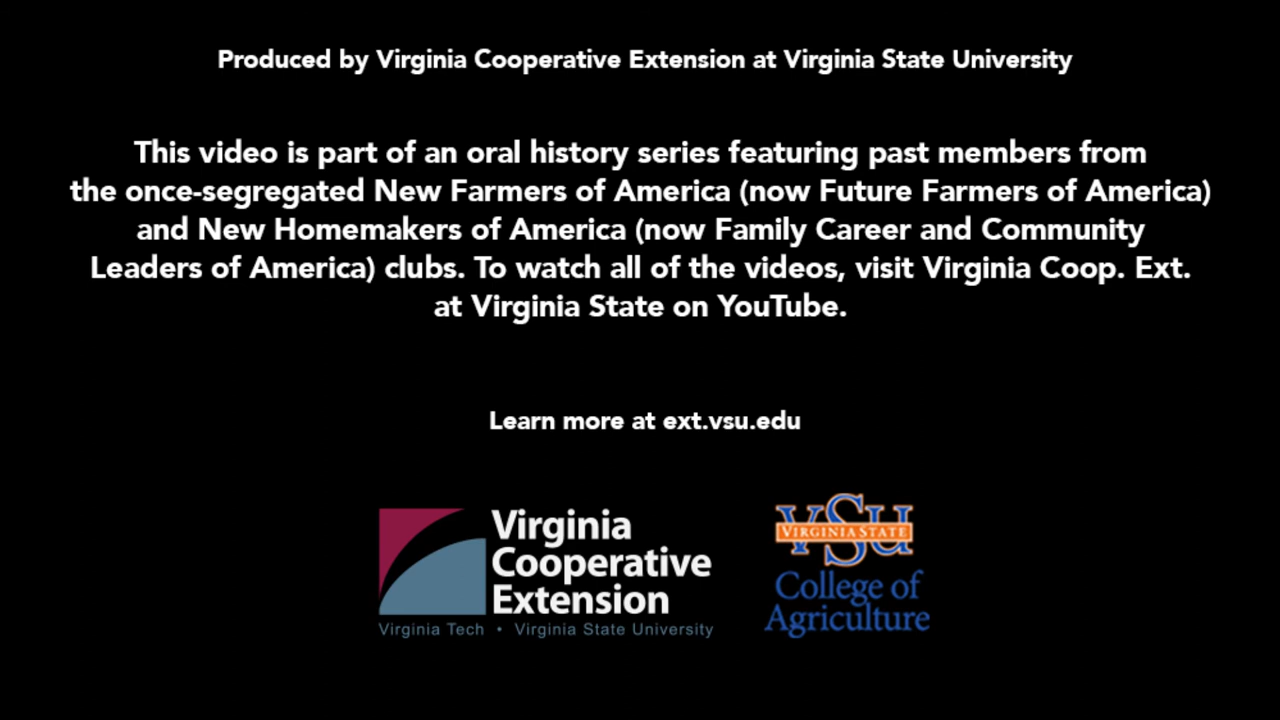 Produced by Virginia Cooperative Extension at Virginia State University
This video is part of an oral history series featuring past members from
the once-segregated New Farmers of America (now Future Farmers of America)
and New Homemakers of America (now Family Career and Community
Leaders of America) clubs. To watch all of the videos, visit Virginia Coop. Ext.
at Virginia State on YouTube.
Learn more at ext.vsu.edu
Virginia
Cooperative
Extension
Virginia Tech • Virginia State University
VSU
VIRGINIA STATE
College of
Agriculture